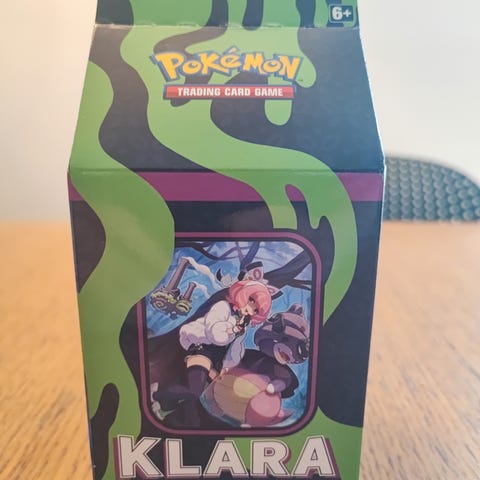 6+
POKéMON
TRADING CARD GAME
KLARA